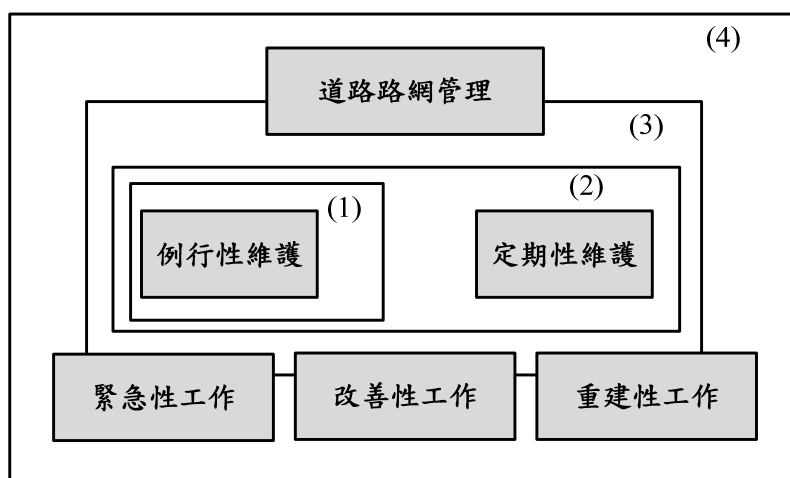 (4)
道路路網管理
(3)
(2)
(1)
例行性維護
定期性維護
緊急性工作
改善性工作
重建性工作